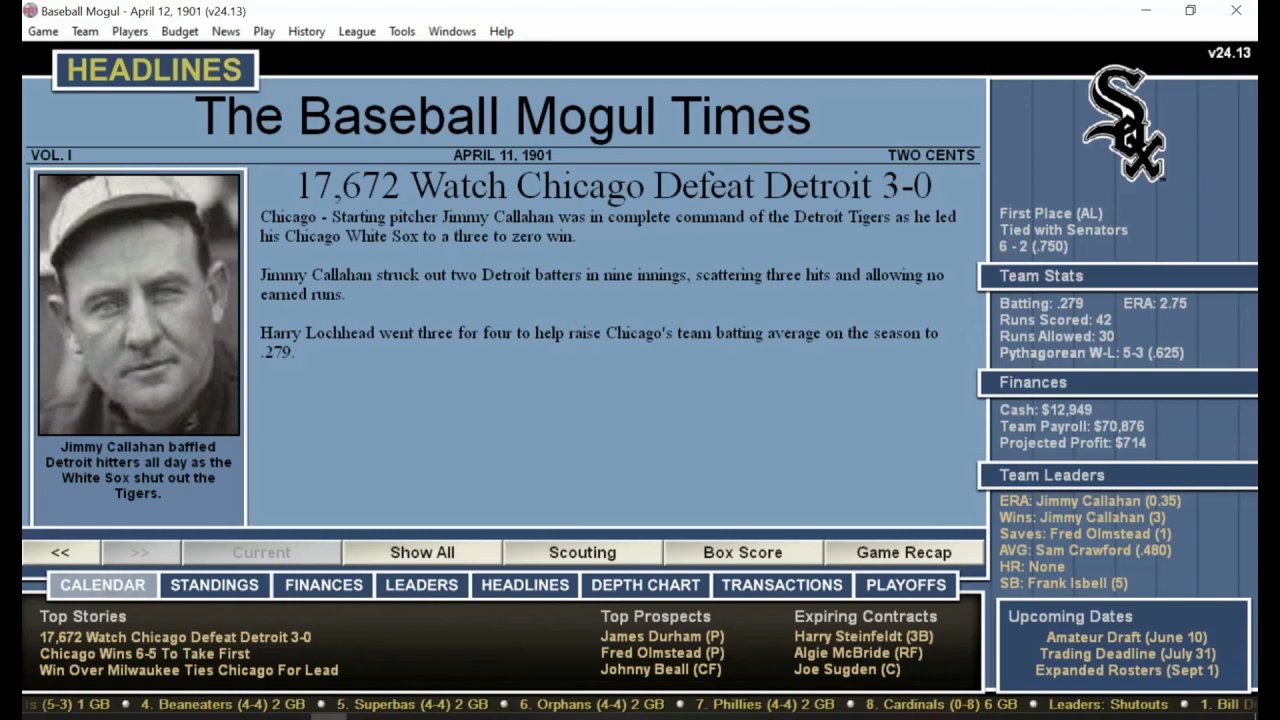 Baseball Mogul - April 12, 1901 (v24.13)
Game Team Players Budget News Play History League Tools Windows Help
v24.13
HEADLINES
The Baseball Mogul Times
VOL. I APRIL 11, 1901 TWO CENTS
17,672 Watch Chicago Defeat Detroit 3-0
Chicago - Starting pitcher Jimmy Callahan was in complete command of the Detroit Tigers as he led
his Chicago White Sox to a three to zero win.
Jimmy Callahan struck out two Detroit batters in nine innings, scattering three hits and allowing no
earned runs.
Harry Lochhead went three for four to help raise Chicago's team batting average on the season to
.279.
Jimmy Callahan baffled
Detroit hitters all day as the
White Sox shut out the
Tigers.
Sox
First Place (AL)
Tied with Senators
6 - 2 (.750)
Team Stats
Batting: .279 ERA: 2.75
Runs Scored: 42
Runs Allowed: 30
Pythagorean W-L: 5-3 (.625)
Finances
Cash: $12,949
Team Payroll: $70,876
Projected Profit: $714
Team Leaders
ERA: Jimmy Callahan (0.35)
Wins: Jimmy Callahan (3)
Saves: Fred Olmstead (1)
AVG: Sam Crawford (.480)
HR: None
SB: Frank Isbell (5)
<< >> Current Show All Scouting Box Score Game Recap
CALENDAR STANDINGS FINANCES LEADERS HEADLINES DEPTH CHART TRANSACTIONS PLAYOFFS
Top Stories
17,672 Watch Chicago Defeat Detroit 3-0
Chicago Wins 6-5 To Take First
Win Over Milwaukee Ties Chicago For Lead
Top Prospects
James Durham (P)
Fred Olmstead (P)
Johnny Beall (CF)
Expiring Contracts
Harry Steinfeldt (3B)
Algie McBride (RF)
Joe Sugden (C)
Upcoming Dates
Amateur Draft (June 10)
Trading Deadline (July 31)
Expanded Rosters (Sept 1)
(5-3) 1 GB • 4. Beaneaters (4-4) 2 GB • 5. Superbas (4-4) 2 GB • 6. Orphans (4-4) 2 GB • 7. Phillies (4-4) 2 GB • 8. Cardinals (0-8) 6 GB • Leaders: Shutouts • 1. Bill